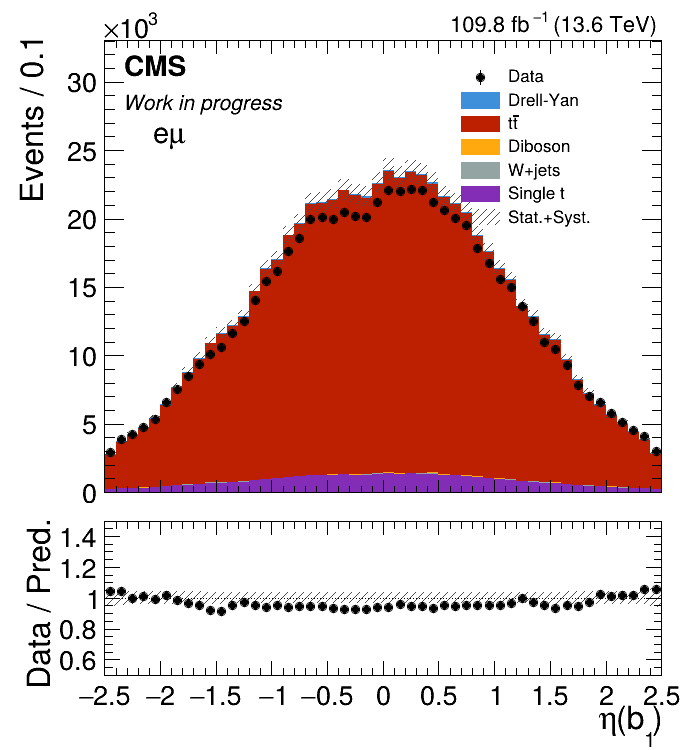 ×10³
109.8 fb⁻¹ (13.6 TeV)
Events / 0.1
CMS
Work in progress
eμ
Data
Drell-Yan
tt̄
Diboson
W+jets
Single t
Stat.+Syst.
30
25
20
15
10
5
0
Data / Pred.
1.4
1.2
1
0.8
0.6
−2.5 −2 −1.5 −1 −0.5 0 0.5 1 1.5 2 2.5
η(b₁)